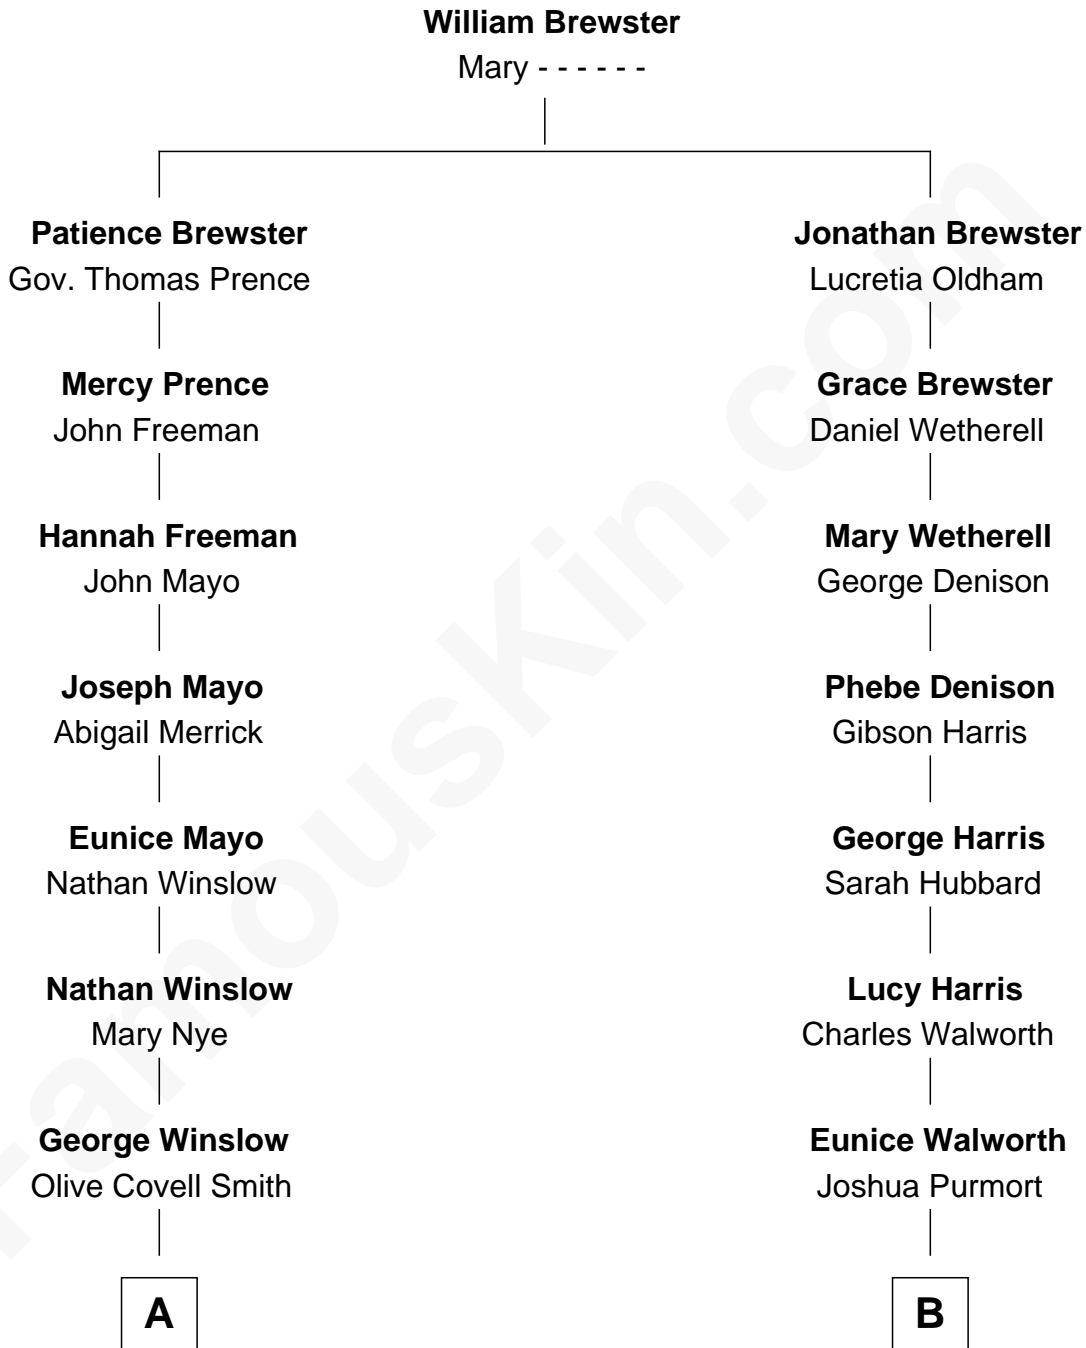 William Brewster
Mary - - - - - -
Patience Brewster
Gov. Thomas Prence
Jonathan Brewster
Lucretia Oldham
Mercy Prence
John Freeman
Grace Brewster
Daniel Wetherell
Hannah Freeman
John Mayo
Mary Wetherell
George Denison
Joseph Mayo
Abigail Merrick
Phebe Denison
Gibson Harris
Eunice Mayo
Nathan Winslow
George Harris
Sarah Hubbard
Nathan Winslow
Mary Nye
Lucy Harris
Charles Walworth
George Winslow
Olive Covell Smith
Eunice Walworth
Joshua Purmort
A
B
FamousKin.com